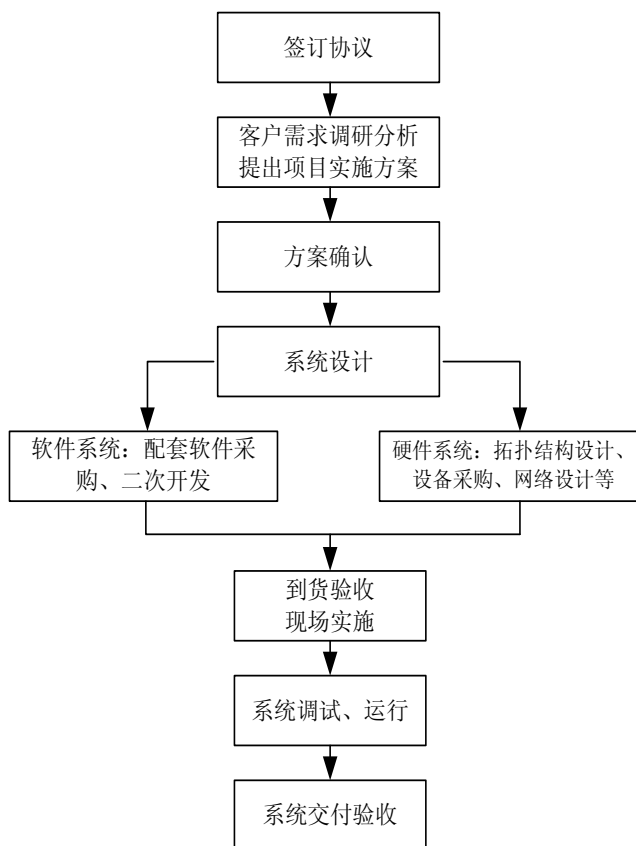 签订协议
客户需求调研分析
提出项目实施方案
方案确认
系统设计
软件系统：配套软件采
购、二次开发
硬件系统：拓扑结构设计、
设备采购、网络设计等
到货验收
现场实施
系统调试、运行
系统交付验收